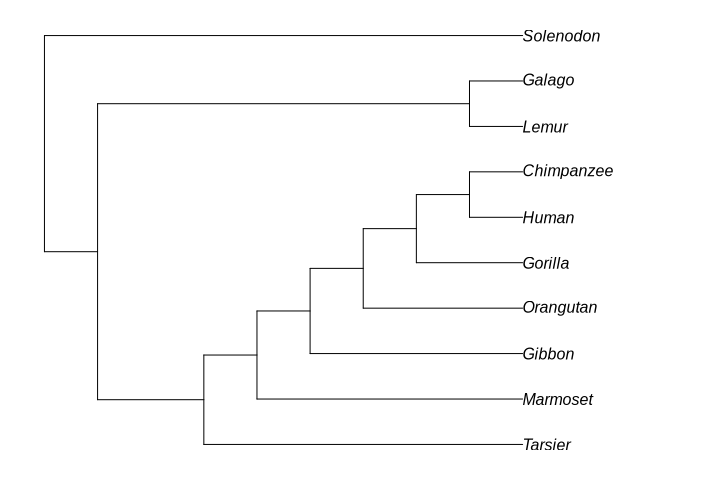 Solenodon
Galago
Lemur
Chimpanzee
Human
Gorilla
Orangutan
Gibbon
Marmoset
Tarsier